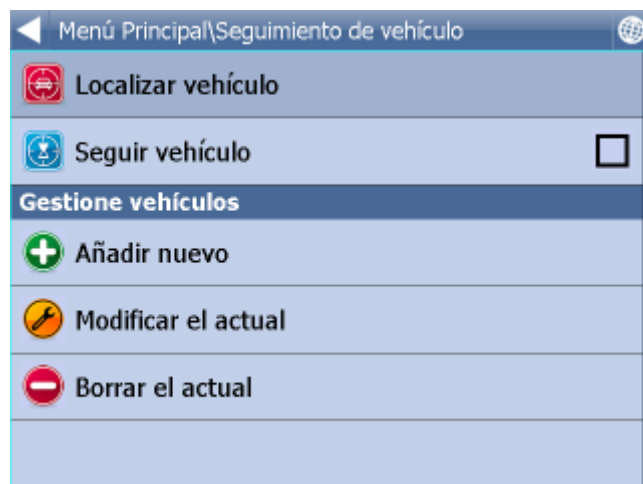 Menú Principal\Seguimiento de vehículo
Localizar vehículo
Seguir vehículo
Gestione vehículos
Añadir nuevo
Modificar el actual
Borrar el actual